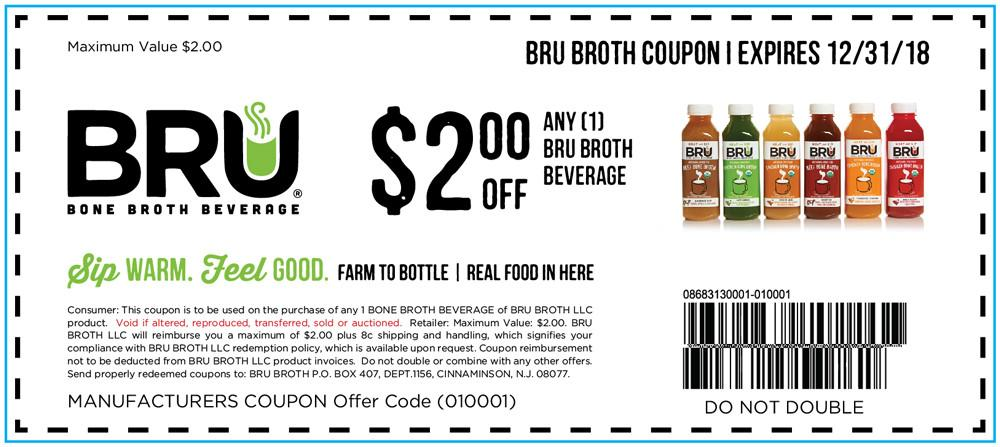 Maximum Value $2.00
BRU BROTH COUPON | EXPIRES 12/31/18
BRU®
BONE BROTH BEVERAGE
$2.00 OFF
ANY (1)
BRU BROTH
BEVERAGE
BRU BRU BRU BRU BRU BRU
Sip WARM. Feel GOOD. FARM TO BOTTLE | REAL FOOD IN HERE
08683130001-010001
Consumer: This coupon is to be used on the purchase of any 1 BONE BROTH BEVERAGE of BRU BROTH LLC
product. Void if altered, reproduced, transferred, sold or auctioned. Retailer: Maximum Value: $2.00. BRU
BROTH LLC will reimburse you a maximum of $2.00 plus 8c shipping and handling, which signifies your
compliance with BRU BROTH LLC redemption policy, which is available upon request. Coupon reimbursement
not to be deducted from BRU BROTH LLC product invoices. Do not double or combine with any other offers.
Send properly redeemed coupons to: BRU BROTH P.O. BOX 407, DEPT.1156, CINNAMINSON, N.J. 08077.
MANUFACTURERS COUPON Offer Code (010001)
DO NOT DOUBLE